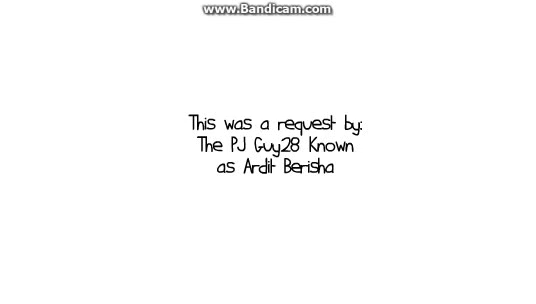 www.Bandicam.com
This was a request by:
The PJ Guy28 Known
as Ardit Berisha